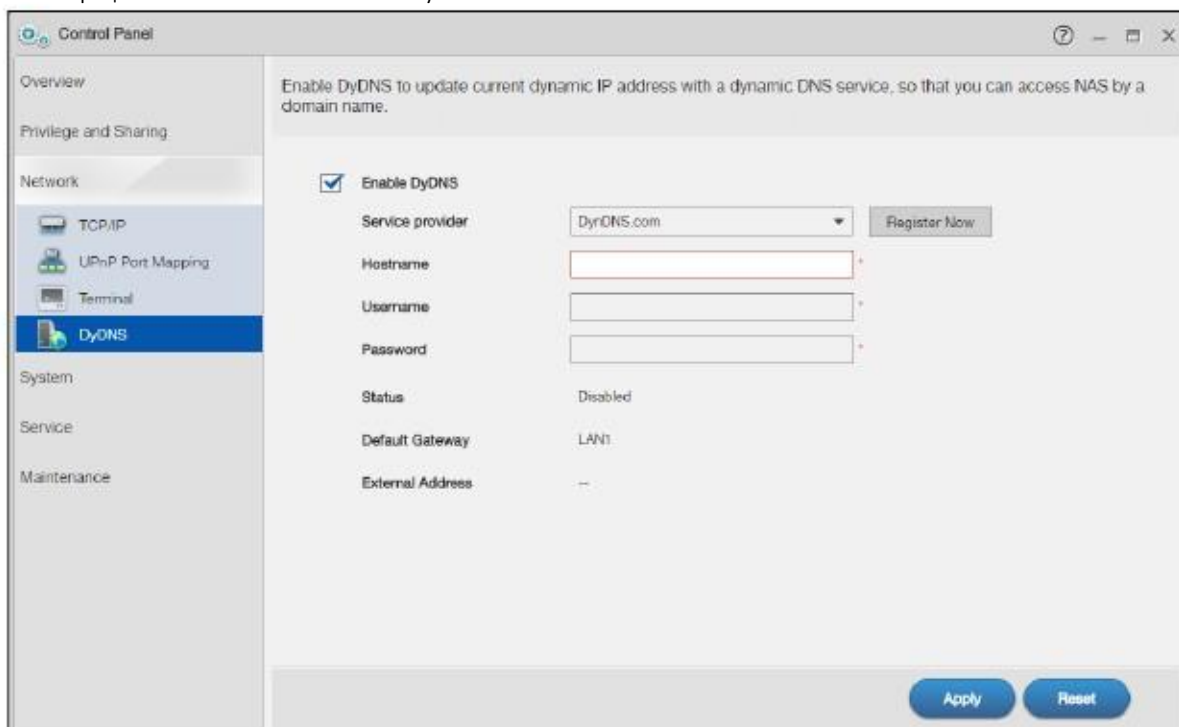 Control Panel
Overview
Privilege and Sharing
Network
TCP/IP
UPnP Port Mapping
Terminal
DyDNS
System
Service
Maintenance
Enable DyDNS to update current dynamic IP address with a dynamic DNS service, so that you can access NAS by a
domain name.
Enable DyDNS
Service provider DynDNS.com Register Now
Hostname *
Username *
Password *
Status Disabled
Default Gateway LAN1
External Address --
Apply Reset